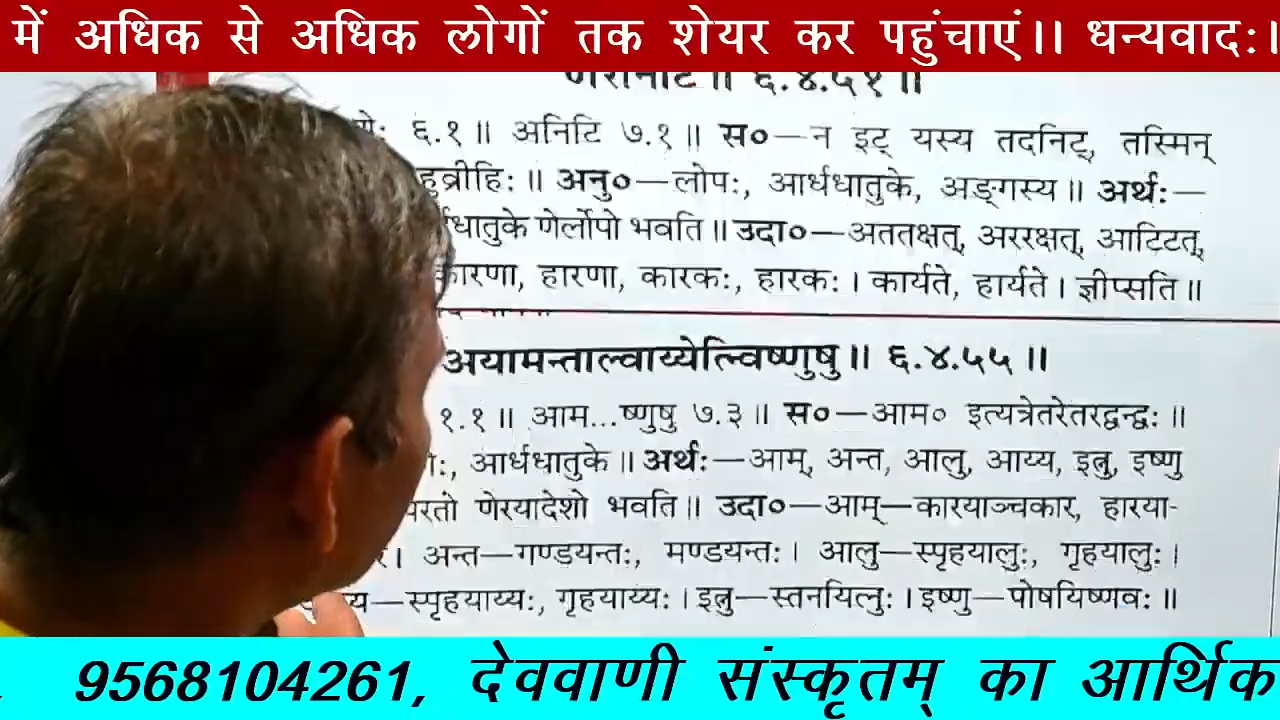 में अधिक से अधिक लोगों तक शेयर कर पहुंचाएं।। धन्यवादः।
णेरनिटि॥ ६.४.५१॥
६.१॥ अनिटि ७.१॥ स०—न इट् यस्य तदनिट्, तस्मिन्
हुव्रीहिः॥ अनु०—लोपः, आर्धधातुके, अङ्गस्य॥ अर्थः—
धातुके णेर्लोपो भवति॥ उदा०—अततक्षत्, अररक्षत्, आटिटत्,
कारणा, हारणा, कारकः, हारकः। कार्यते, हार्यते। ज्ञीप्सति॥
अयामन्ताल्वाय्येत्न्विष्णुषु॥ ६.४.५५॥
१.१॥ आम...ष्णुषु ७.३॥ स०—आम० इत्यत्रेतरेतरद्वन्द्वः॥
आर्धधातुके॥ अर्थः—आम्, अन्त, आलु, आय्य, इत्नु, इष्णु
परतो णेरयादेशो भवति॥ उदा०—आम्—कारयाञ्चकार, हारया-
अन्त—गण्डयन्तः, मण्डयन्तः। आलु—स्पृहयालुः, गृहयालुः।
य्य—स्पृहयाय्यः, गृहयाय्यः। इत्नु—स्तनयित्नुः। इष्णु—पोषयिष्णवः॥
9568104261, देववाणी संस्कृतम् का आर्थिक